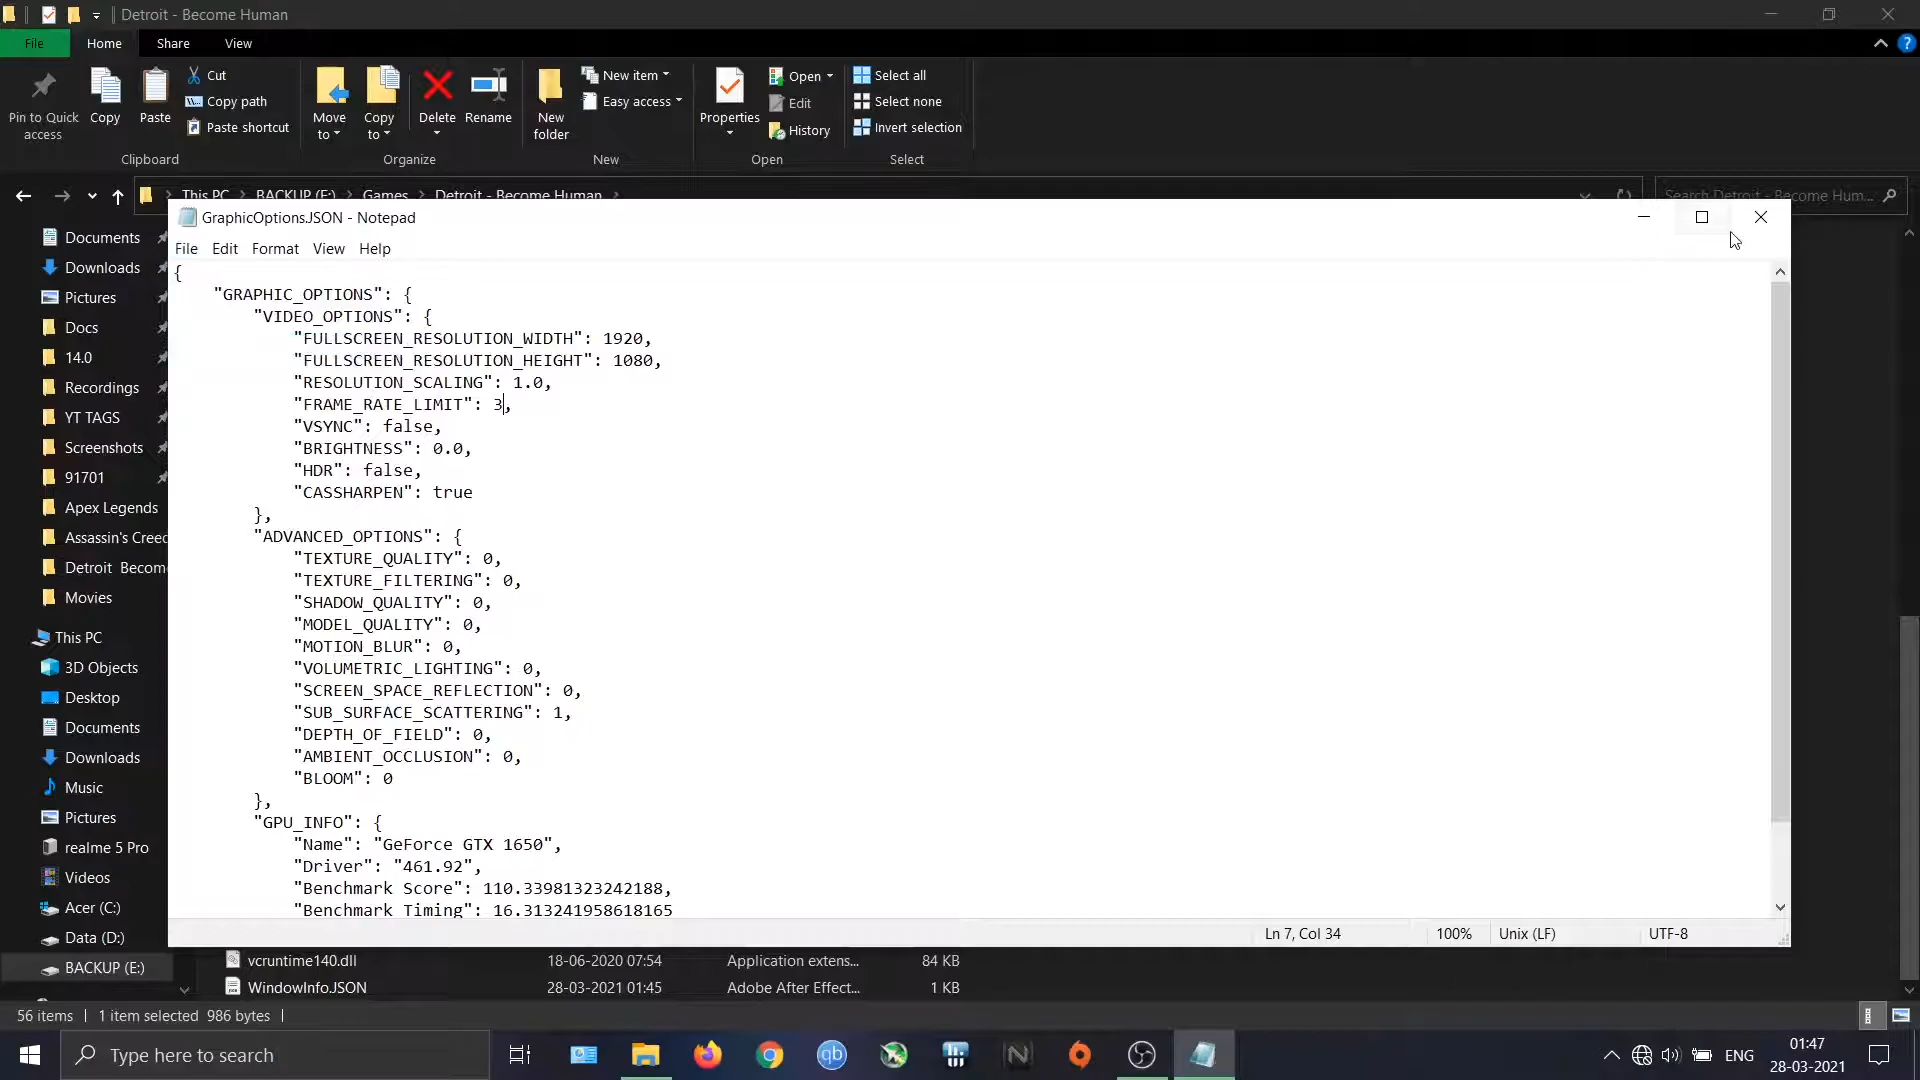 Detroit - Become Human
File Home Share View
Pin to Quick access
Copy
Paste
Cut
Copy path
Paste shortcut
Move to
Copy to
Delete
Rename
New folder
New item
Easy access
Properties
Open
Edit
History
Select all
Select none
Invert selection
Clipboard Organize New Open Select
This PC BACKUP (E:) Games Detroit - Become Human
Search Detroit - Become Hum...
Documents
Downloads
Pictures
Docs
14.0
Recordings
YT TAGS
Screenshots
91701
Apex Legends
Assassin's Creed
Detroit Becom
Movies
This PC
3D Objects
Desktop
Documents
Downloads
Music
Pictures
realme 5 Pro
Videos
Acer (C:)
Data (D:)
BACKUP (E:)
GraphicOptions.JSON - Notepad
File Edit Format View Help
{
"GRAPHIC_OPTIONS": {
"VIDEO_OPTIONS": {
"FULLSCREEN_RESOLUTION_WIDTH": 1920,
"FULLSCREEN_RESOLUTION_HEIGHT": 1080,
"RESOLUTION_SCALING": 1.0,
"FRAME_RATE_LIMIT": 3,
"VSYNC": false,
"BRIGHTNESS": 0.0,
"HDR": false,
"CASSHARPEN": true
},
"ADVANCED_OPTIONS": {
"TEXTURE_QUALITY": 0,
"TEXTURE_FILTERING": 0,
"SHADOW_QUALITY": 0,
"MODEL_QUALITY": 0,
"MOTION_BLUR": 0,
"VOLUMETRIC_LIGHTING": 0,
"SCREEN_SPACE_REFLECTION": 0,
"SUB_SURFACE_SCATTERING": 1,
"DEPTH_OF_FIELD": 0,
"AMBIENT_OCCLUSION": 0,
"BLOOM": 0
},
"GPU_INFO": {
"Name": "GeForce GTX 1650",
"Driver": "461.92",
"Benchmark Score": 110.33981323242188,
"Benchmark Timing": 16.313241958618165
Ln 7, Col 34 100% Unix (LF) UTF-8
vcruntime140.dll 18-06-2020 07:54 Application extens... 84 KB
WindowInfo.JSON 28-03-2021 01:45 Adobe After Effect... 1 KB
56 items 1 item selected 986 bytes
Type here to search
qb
N
ENG
01:47
28-03-2021